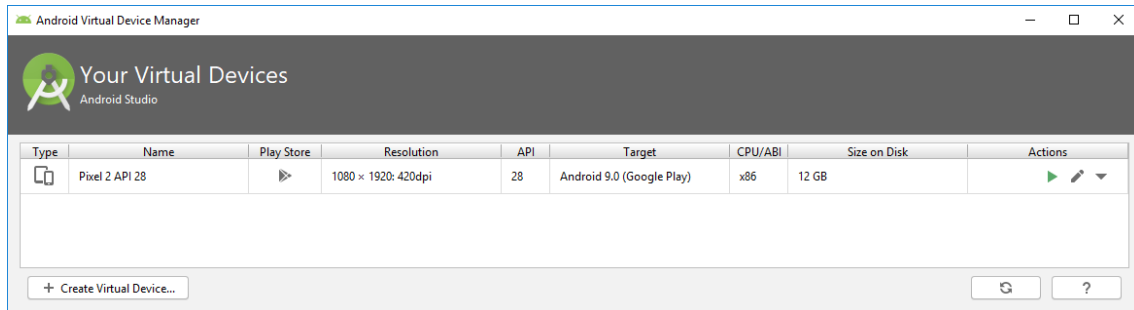 Android Virtual Device Manager
Your Virtual Devices
Android Studio
Type Name Play Store Resolution API Target CPU/ABI Size on Disk Actions
Pixel 2 API 28 1080 × 1920: 420dpi 28 Android 9.0 (Google Play) x86 12 GB
+ Create Virtual Device... ?